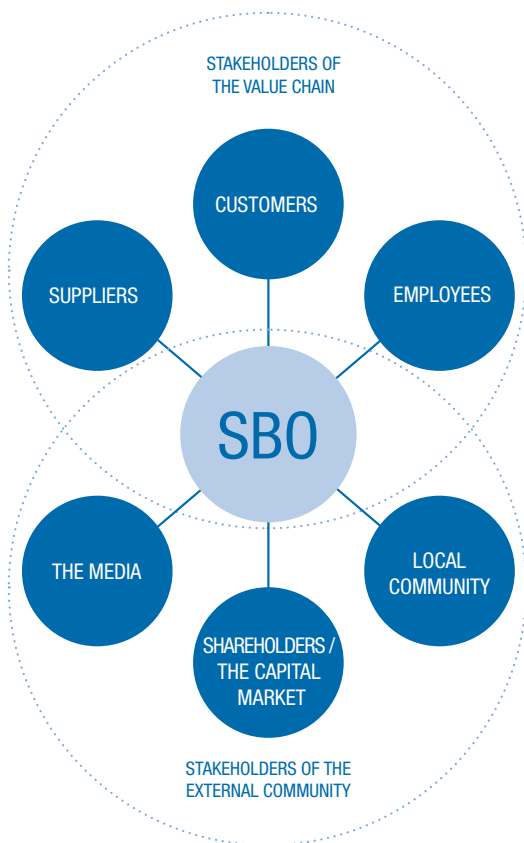 STAKEHOLDERS OF
THE VALUE CHAIN
CUSTOMERS
SUPPLIERS
EMPLOYEES
SBO
THE MEDIA
LOCAL
COMMUNITY
SHAREHOLDERS /
THE CAPITAL
MARKET
STAKEHOLDERS OF THE
EXTERNAL COMMUNITY